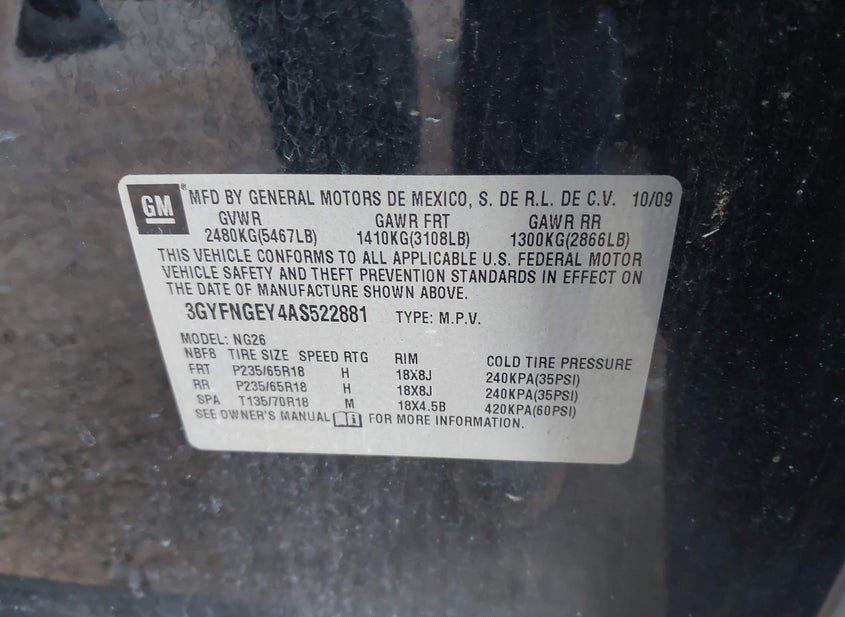 GM ® MFD BY GENERAL MOTORS DE MEXICO, S. DE R.L. DE C.V. 10/09
GVWR GAWR FRT GAWR RR
2480KG(5467LB) 1410KG(3108LB) 1300KG(2866LB)
THIS VEHICLE CONFORMS TO ALL APPLICABLE U.S. FEDERAL MOTOR
VEHICLE SAFETY AND THEFT PREVENTION STANDARDS IN EFFECT ON
THE DATE OF MANUFACTURE SHOWN ABOVE.
3GYFNGEY4AS522881 TYPE: M.P.V.
MODEL: NG26
NBF8 TIRE SIZE SPEED RTG RIM COLD TIRE PRESSURE
FRT P235/65R18 H 18X8J 240KPA(35PSI)
RR P235/65R18 H 18X8J 240KPA(35PSI)
SPA T135/70R18 M 18X4.5B 420KPA(60PSI)
SEE OWNER'S MANUAL i FOR MORE INFORMATION.